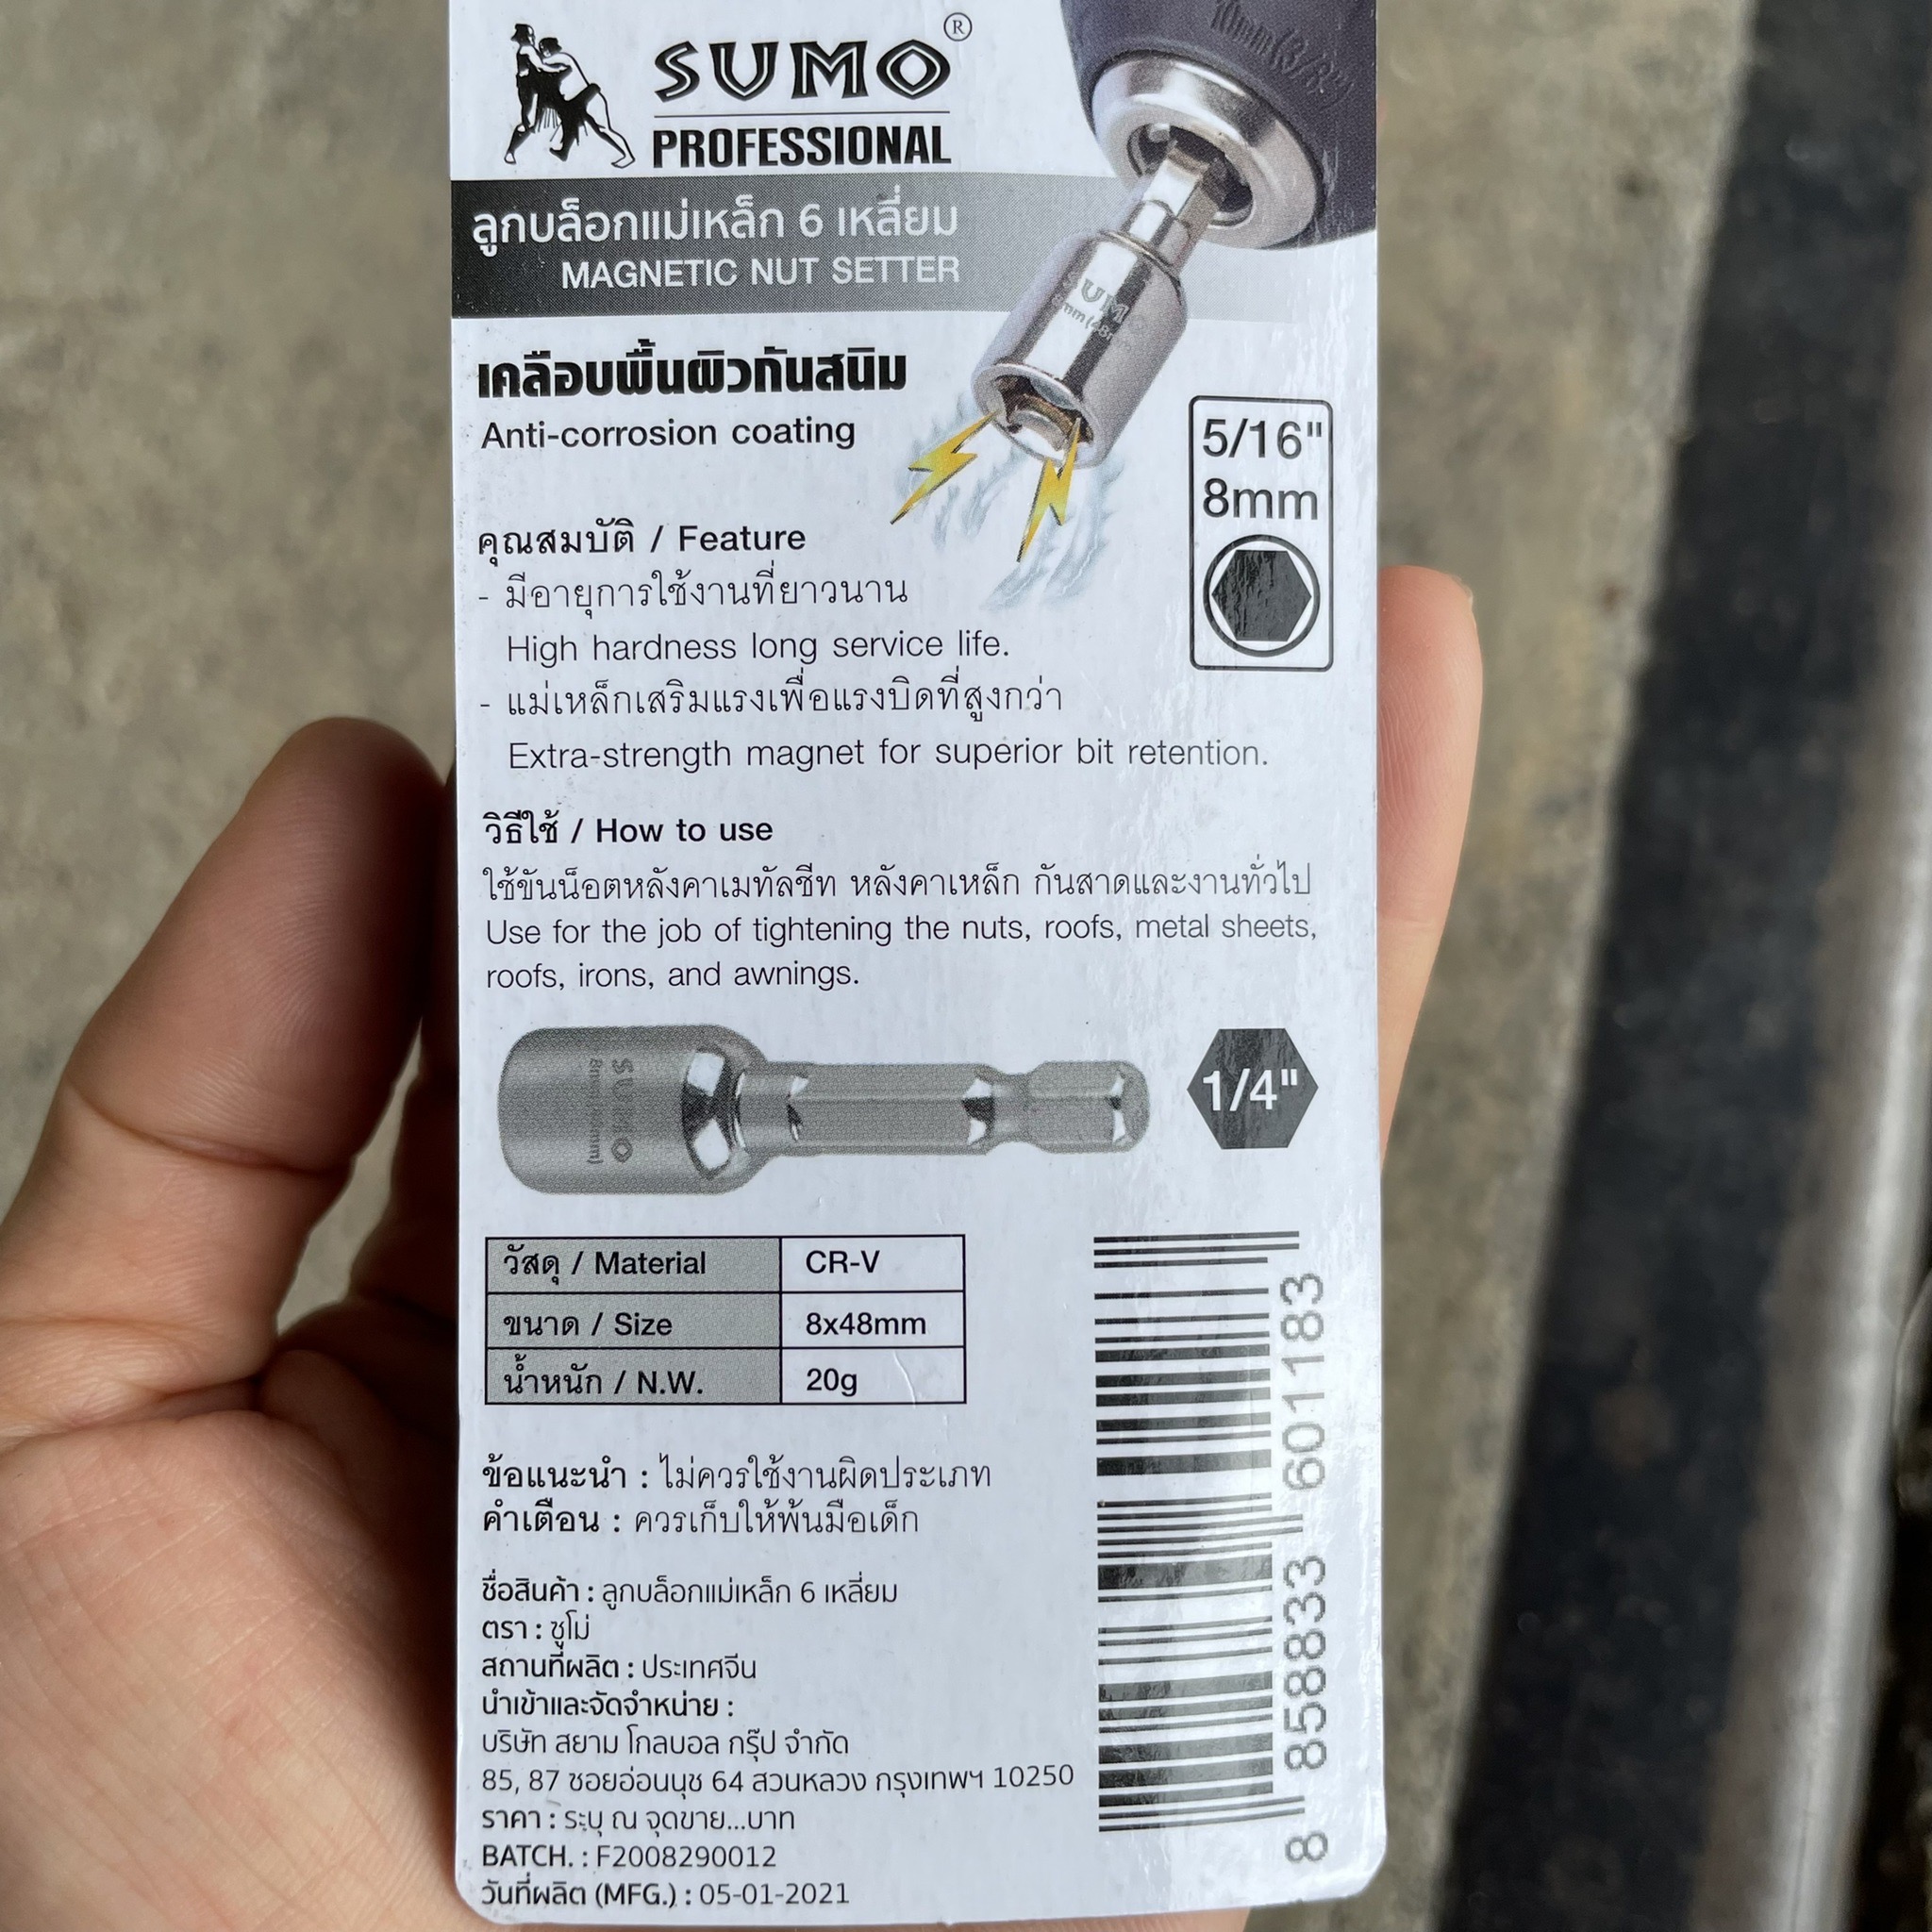 SUMO®
PROFESSIONAL
10mm(3/8")
ลูกบล็อกแม่เหล็ก 6 เหลี่ยม
MAGNETIC NUT SETTER
เคลือบพื้นผิวกันสนิม
Anti-corrosion coating
5/16"
8mm
คุณสมบัติ / Feature
- มีอายุการใช้งานที่ยาวนาน
High hardness long service life.
- แม่เหล็กเสริมแรงเพื่อแรงบิดที่สูงกว่า
Extra-strength magnet for superior bit retention.
วิธีใช้ / How to use
ใช้ขันน็อตหลังคาเมทัลชีท หลังคาเหล็ก กันสาดและงานทั่วไป
Use for the job of tightening the nuts, roofs, metal sheets,
roofs, irons, and awnings.
SUMO
1/4"
วัสดุ / Material CR-V
ขนาด / Size 8x48mm
น้ำหนัก / N.W. 20g
ข้อแนะนำ : ไม่ควรใช้งานผิดประเภท
คำเตือน : ควรเก็บให้พ้นมือเด็ก
ชื่อสินค้า : ลูกบล็อกแม่เหล็ก 6 เหลี่ยม
ตรา : ซูโม่
สถานที่ผลิต : ประเทศจีน
นำเข้าและจัดจำหน่าย :
บริษัท สยาม โกลบอล กรุ๊ป จำกัด
85, 87 ซอยอ่อนนุช 64 สวนหลวง กรุงเทพฯ 10250
ราคา : ระบุ ณ จุดขาย...บาท
BATCH. : F2008290012
วันที่ผลิต (MFG.) : 05-01-2021
8 858833 601183